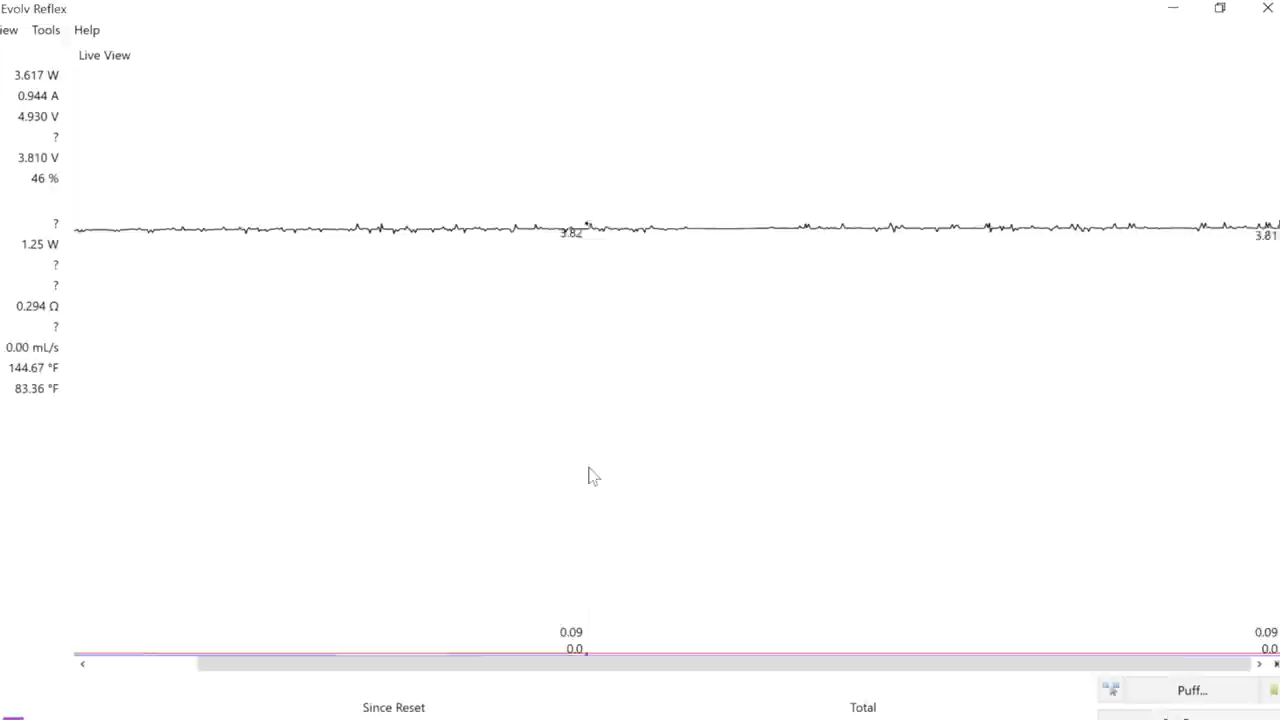 Evolv Reflex
iew Tools Help
Live View
3.617 W
0.944 A
4.930 V
?
3.810 V
46 %
?
1.25 W
?
?
0.294 Ω
?
0.00 mL/s
144.67 °F
83.36 °F
3.82
3.81
0.09
0.09
0.0
0.0
Puff...
Since Reset
Total